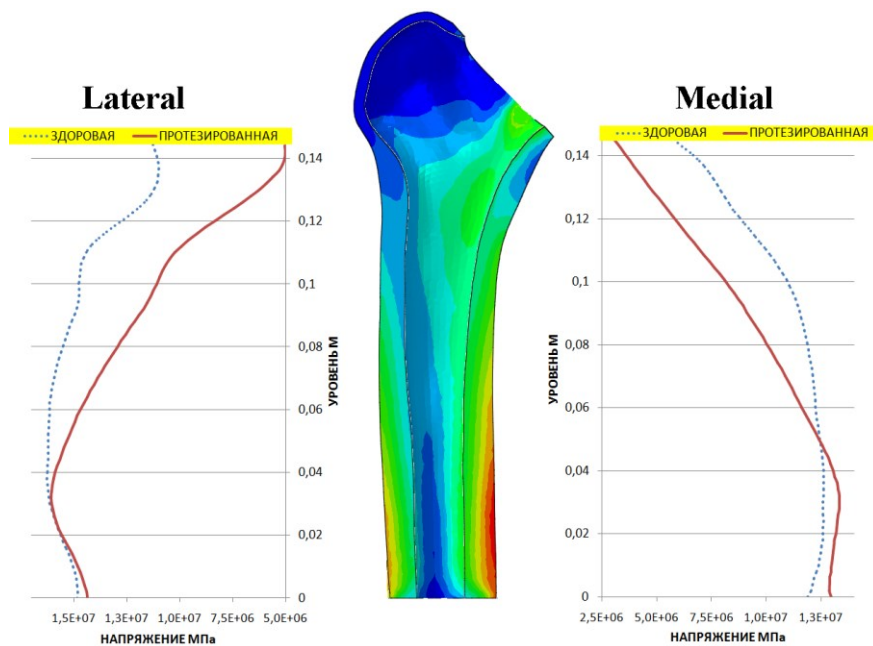 Lateral
Medial
ЗДОРОВАЯ ПРОТЕЗИРОВАННАЯ
ЗДОРОВАЯ ПРОТЕЗИРОВАННАЯ
0,14
0,12
0,1
0,08
0,06
0,04
0,02
0
УРОВЕНЬ М
1,5E+07 1,3E+07 1,0E+07 7,5E+06 5,0E+06
НАПРЯЖЕНИЕ МПа
0,14
0,12
0,1
0,08
0,06
0,04
0,02
0
УРОВЕНЬ М
2,5E+06 5,0E+06 7,5E+06 1,0E+07 1,3E+07
НАПРЯЖЕНИЕ МПа